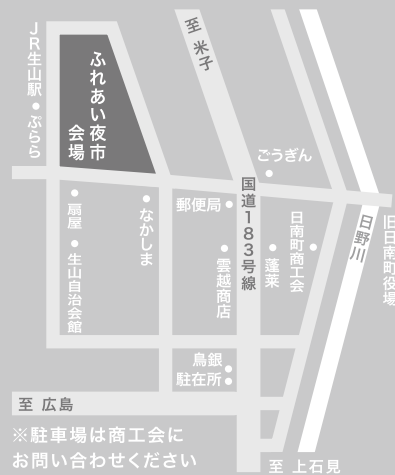 JR生山駅
ぷらら
ふれあい夜市
会場
至 米子
ごうぎん
国道183号線
郵便局
なかしま
扇屋
生山自治会館
雲越商店
蓬莱
日南町商工会
日野川
旧日南町役場
鳥銀
駐在所
至 広島
※駐車場は商工会に
お問い合わせください
至 上石見